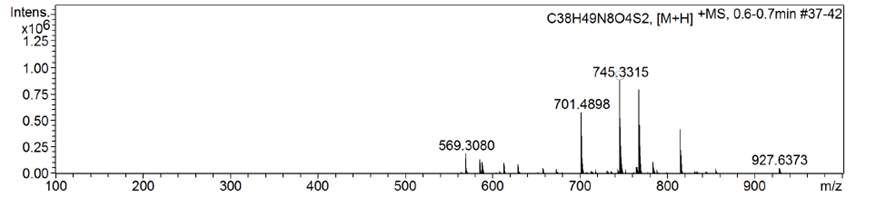 Intens.
x10⁶
C38H49N8O4S2, [M+H] +MS, 0.6-0.7min #37-42
1.25
1.00
745.3315
0.75
701.4898
0.50
0.25
569.3080
927.6373
0.00
100 200 300 400 500 600 700 800 900 m/z